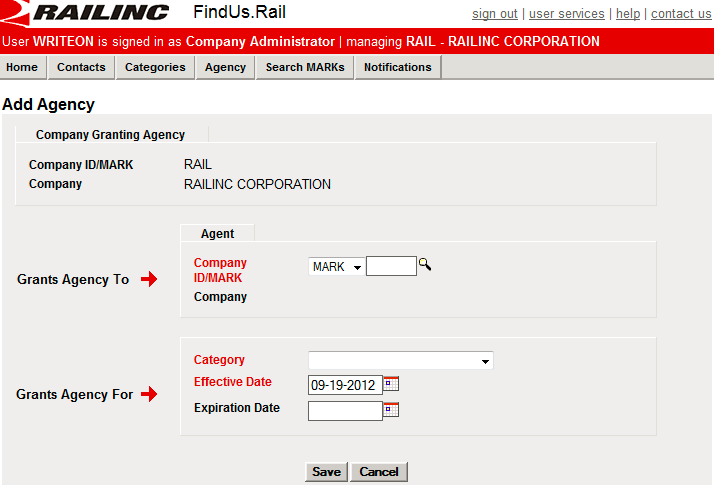 RAILINC FindUs.Rail sign out | user services | help | contact us
User WRITEON is signed in as Company Administrator | managing RAIL - RAILINC CORPORATION
Home Contacts Categories Agency Search MARKs Notifications
Add Agency
Company Granting Agency
Company ID/MARK RAIL
Company RAILINC CORPORATION
Agent
Grants Agency To
Company
ID/MARK
MARK
Company
Grants Agency For
Category
Effective Date 09-19-2012
Expiration Date
Save Cancel